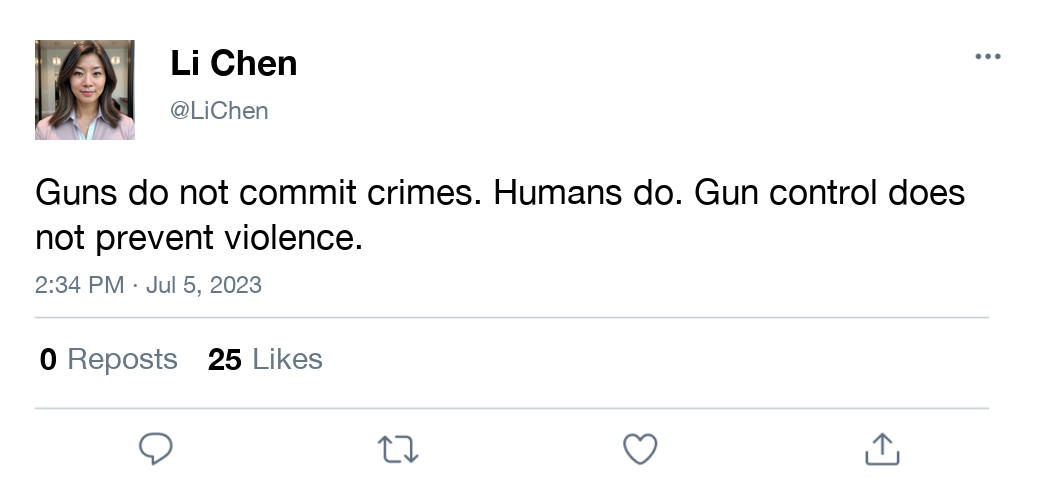 Li Chen
@LiChen
Guns do not commit crimes. Humans do. Gun control does
not prevent violence.
2:34 PM · Jul 5, 2023
0 Reposts 25 Likes